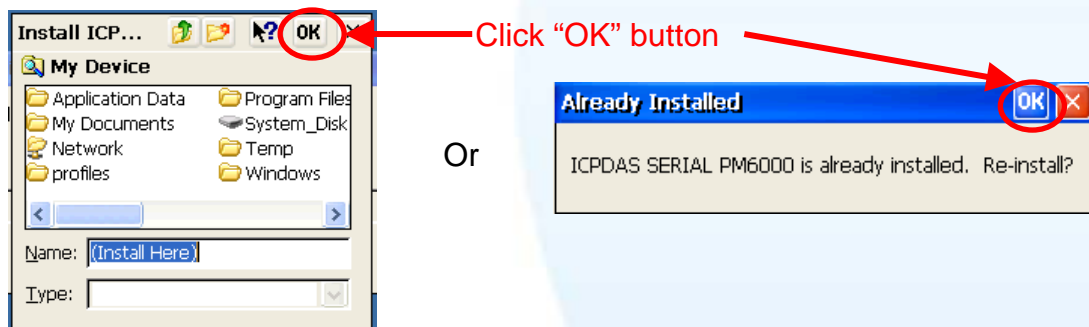 Install ICP... OK
My Device
Application Data Program Files
My Documents System_Disk
Network Temp
profiles Windows
Name: (Install Here)
Type:
Click “OK” button
Or
Already Installed OK
ICPDAS SERIAL PM6000 is already installed. Re-install?